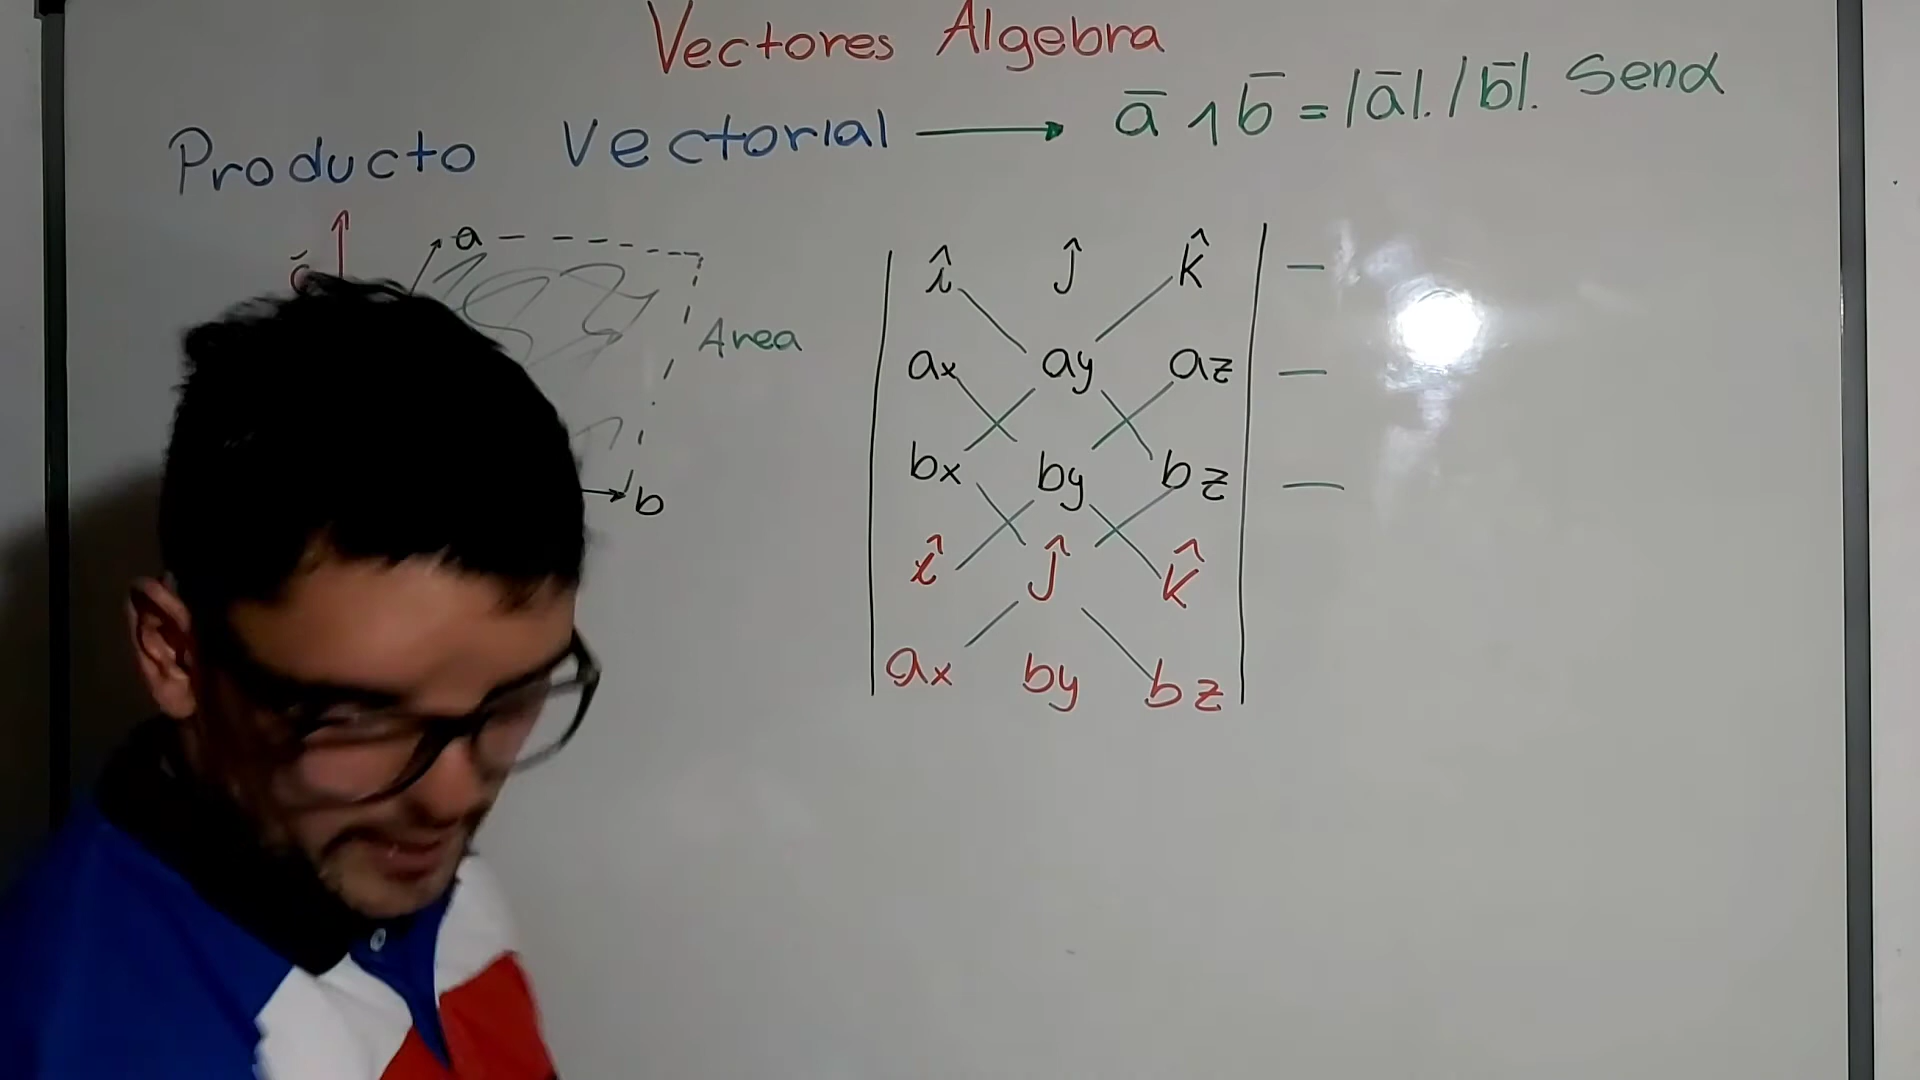 Vectores Algebra
Producto Vectorial → a̅ ∧ b̅ = |a̅|. |b̅|. Senα
c̅
a
Area
b
î ĵ k̂
ax ay az
bx by bz
î ĵ k̂
ax by bz